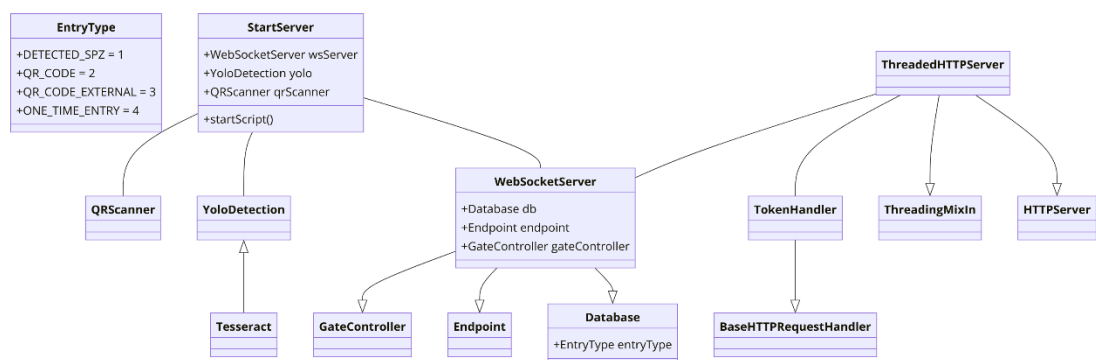 EntryType
+DETECTED_SPZ = 1
+QR_CODE = 2
+QR_CODE_EXTERNAL = 3
+ONE_TIME_ENTRY = 4
StartServer
+WebSocketServer wsServer
+YoloDetection yolo
+QRScanner qrScanner
+startScript()
ThreadedHTTPServer
QRScanner
YoloDetection
WebSocketServer
+Database db
+Endpoint endpoint
+GateController gateController
TokenHandler
ThreadingMixIn
HTTPServer
Tesseract
GateController
Endpoint
Database
+EntryType entryType
BaseHTTPRequestHandler